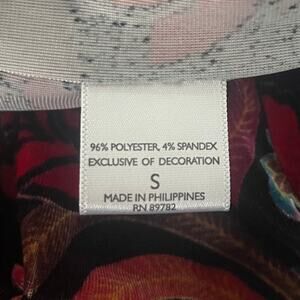 96% POLYESTER, 4% SPANDEX
EXCLUSIVE OF DECORATION
S
MADE IN PHILIPPINES
RN 89782